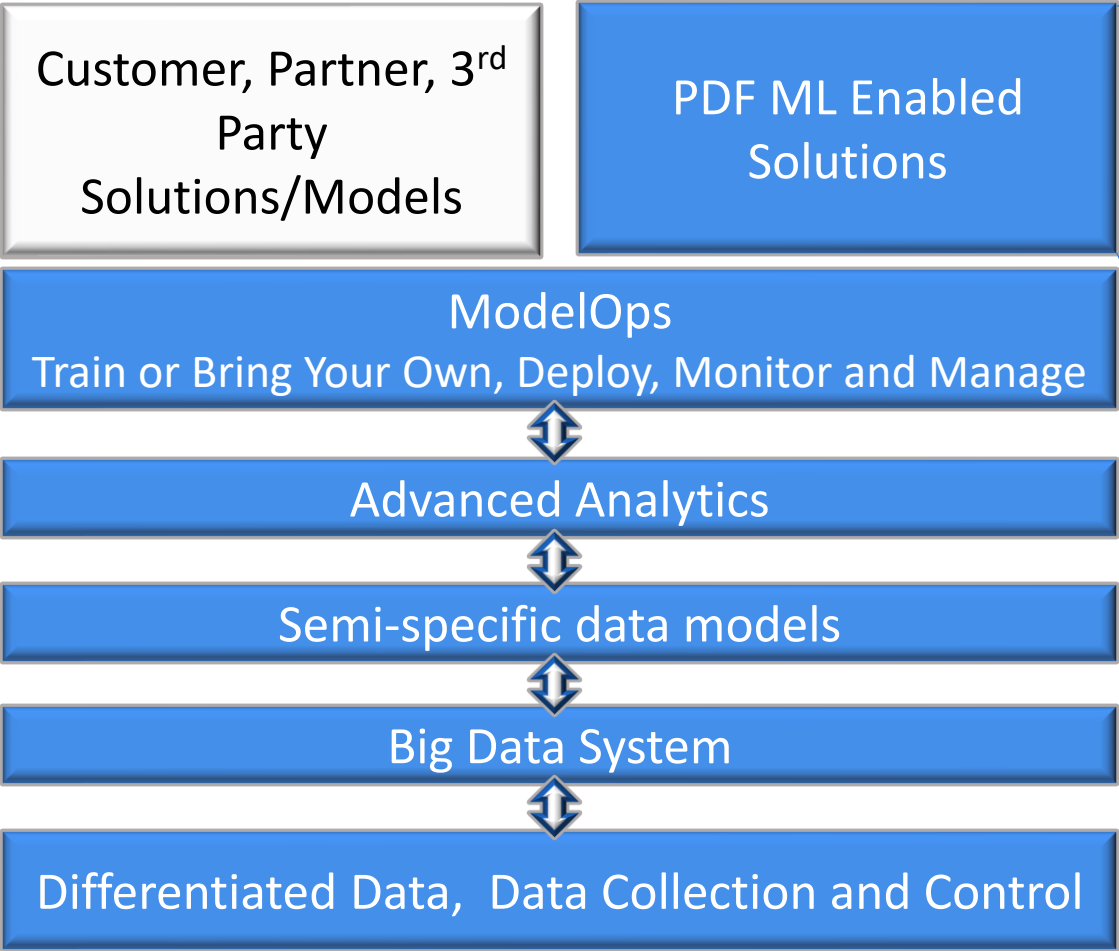 Customer, Partner, 3rd
Party
Solutions/Models
PDF ML Enabled
Solutions
ModelOps
Train or Bring Your Own, Deploy, Monitor and Manage
Advanced Analytics
Semi-specific data models
Big Data System
Differentiated Data,  Data Collection and Control